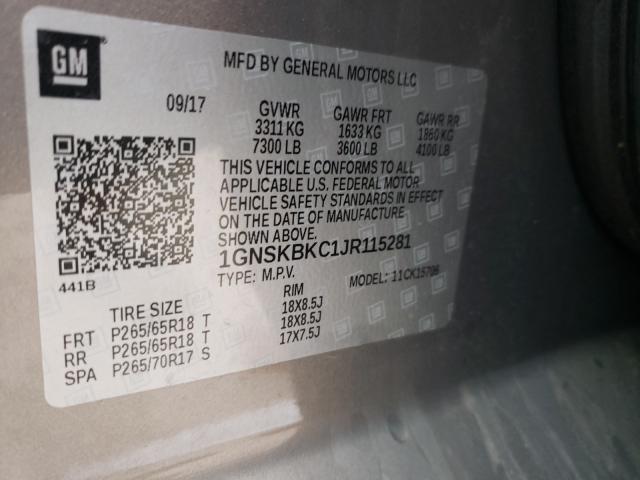 GM
MFD BY GENERAL MOTORS LLC
09/17 GVWR GAWR FRT GAWR RR
3311 KG 1633 KG 1860 KG
7300 LB 3600 LB 4100 LB
THIS VEHICLE CONFORMS TO ALL
APPLICABLE U.S. FEDERAL MOTOR
VEHICLE SAFETY STANDARDS IN EFFECT
ON THE DATE OF MANUFACTURE
SHOWN ABOVE.
1GNSKBKC1JR115281
TYPE: M.P.V. MODEL: 11CK15706
441B
TIRE SIZE RIM
FRT P265/65R18 T 18X8.5J
RR P265/65R18 T 18X8.5J
SPA P265/70R17 S 17X7.5J